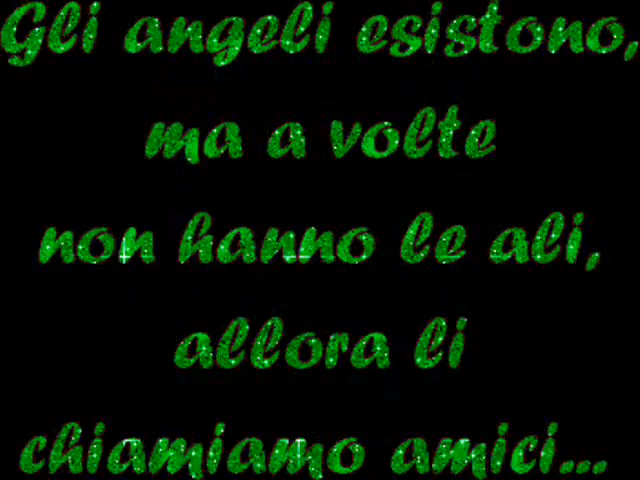 Gli angeli esistono,
ma a volte
non hanno le ali,
allora li
chiamiamo amici...